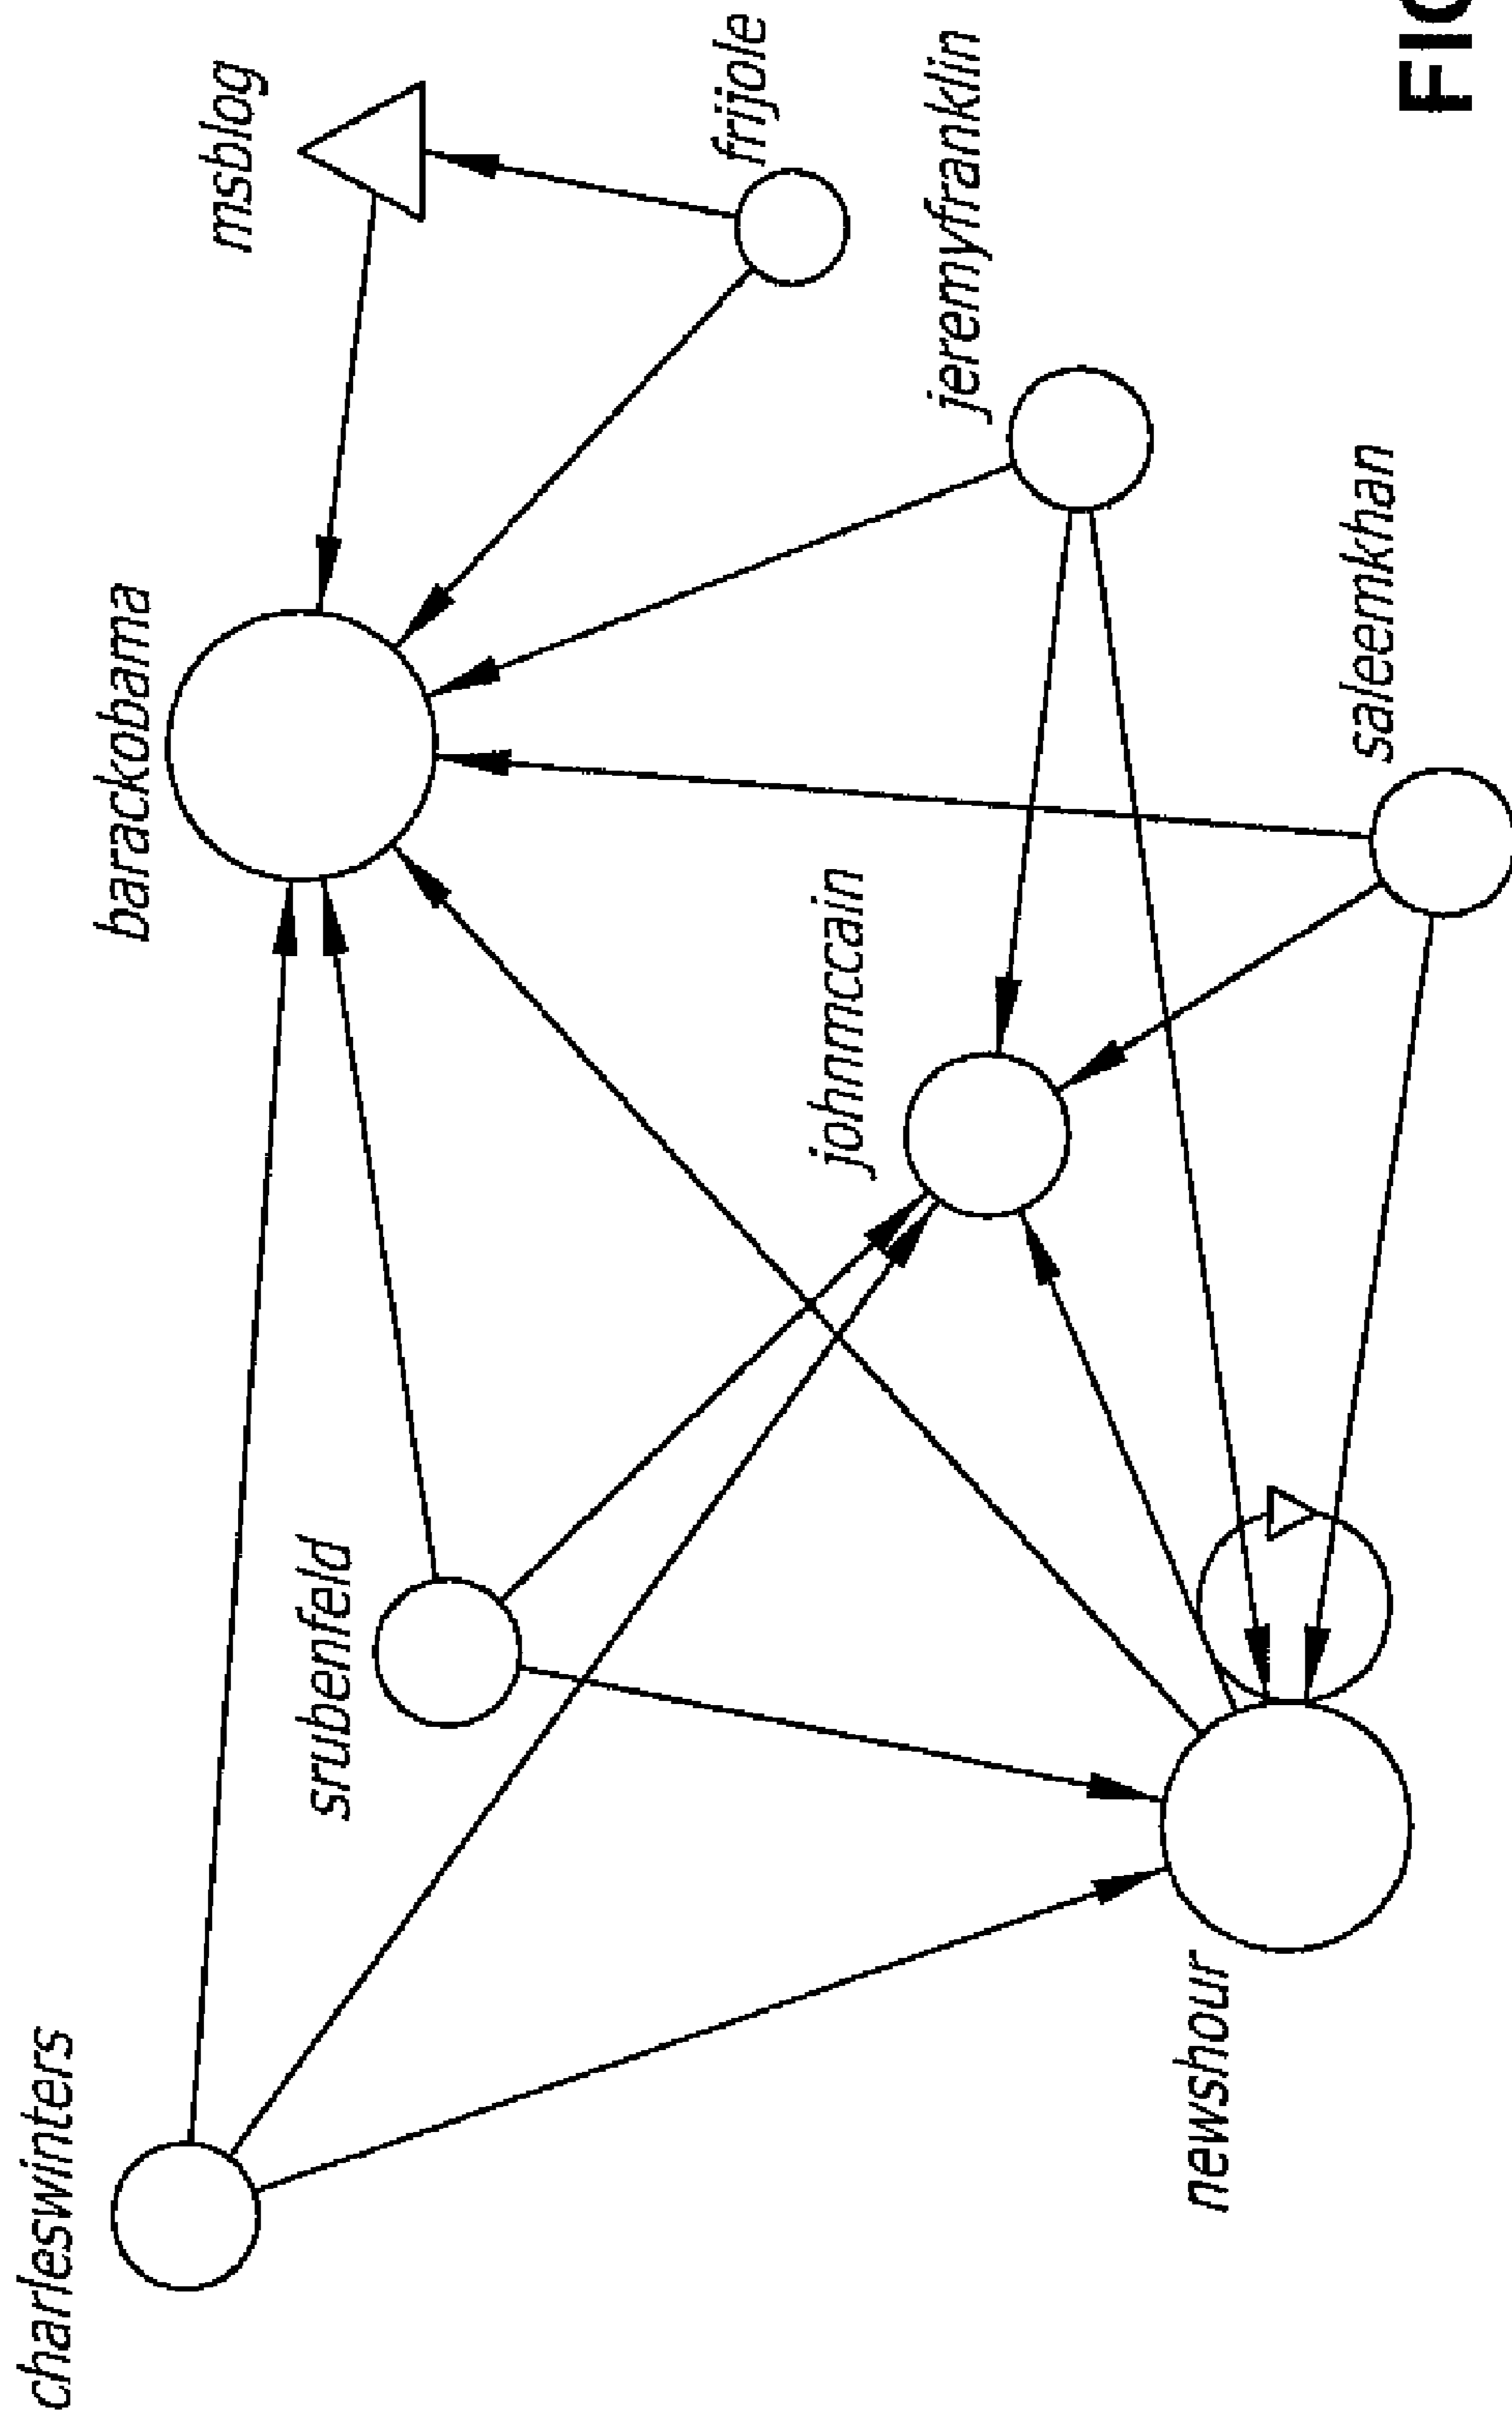 charleswinters
srubenfeld
barackobama
msblog
frijole
johnmccain
jeremyfranklin
newshour
saleemkhan